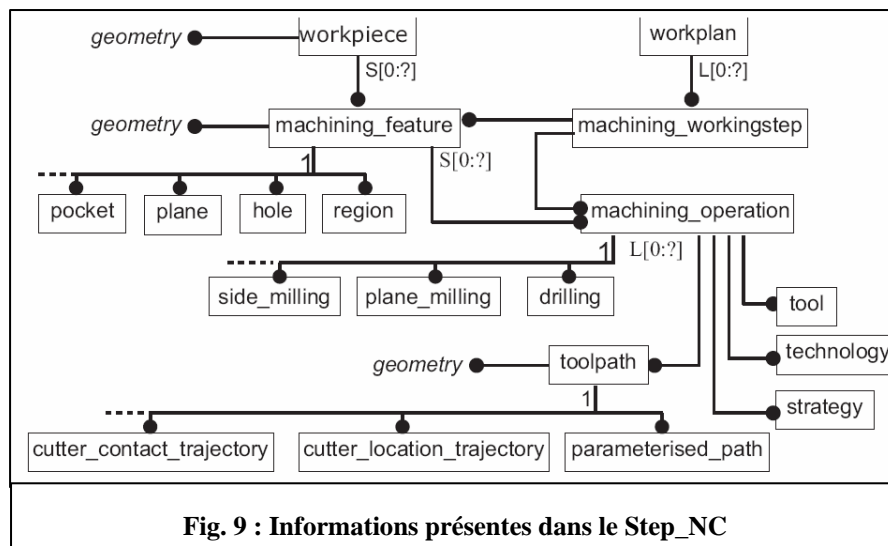 geometry workpiece workplan
S[0:?] L[0:?]
geometry machining_feature machining_workingstep
1 S[0:?]
pocket plane hole region machining_operation
1 L[0:?]
side_milling plane_milling drilling tool
geometry toolpath technology
1 strategy
cutter_contact_trajectory cutter_location_trajectory parameterised_path
Fig. 9 : Informations présentes dans le Step_NC